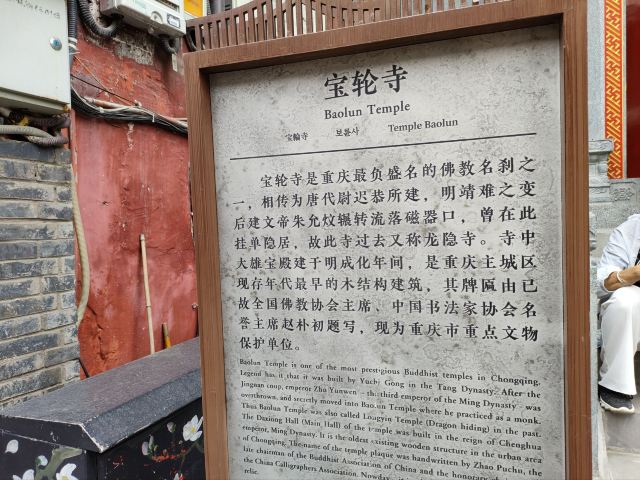 宝轮寺
Baolun Temple
宝輪寺 보륜사 Temple Baolun
宝轮寺是重庆最负盛名的佛教名刹之
一，相传为唐代尉迟恭所建，明靖难之变
后建文帝朱允炆辗转流落磁器口，曾在此
挂单隐居，故此寺过去又称龙隐寺。寺中
大雄宝殿建于明成化年间，是重庆主城区
现存年代最早的木结构建筑，其牌匾由已
故全国佛教协会主席、中国书法家协会名
誉主席赵朴初题写，现为重庆市重点文物
保护单位。
Baolun Temple is one of the most prestigious Buddhist temples in Chongqing.
Legend has it that it was built by Yuchi Gong in the Tang Dynasty. After the
Jingnan coup, emperor Zhu Yunwen - the third emperor of the Ming Dynasty - was
overthrown, and secretly moved into Baolun Temple where he practiced as a monk.
Thus Baolun Temple was also called Longyin Temple (Dragon hiding) in the past.
The Daxiong Hall (Main Hall) of the temple was built in the reign of Chenghua
emperor, Ming Dynasty. It is the oldest existing wooden structure in the urban area
of Chongqing. The name of the temple plaque was handwritten by Zhao Puchu, the
late chairman of the Buddhist Association of China and the honorary
the China Calligraphers Association.
relic.